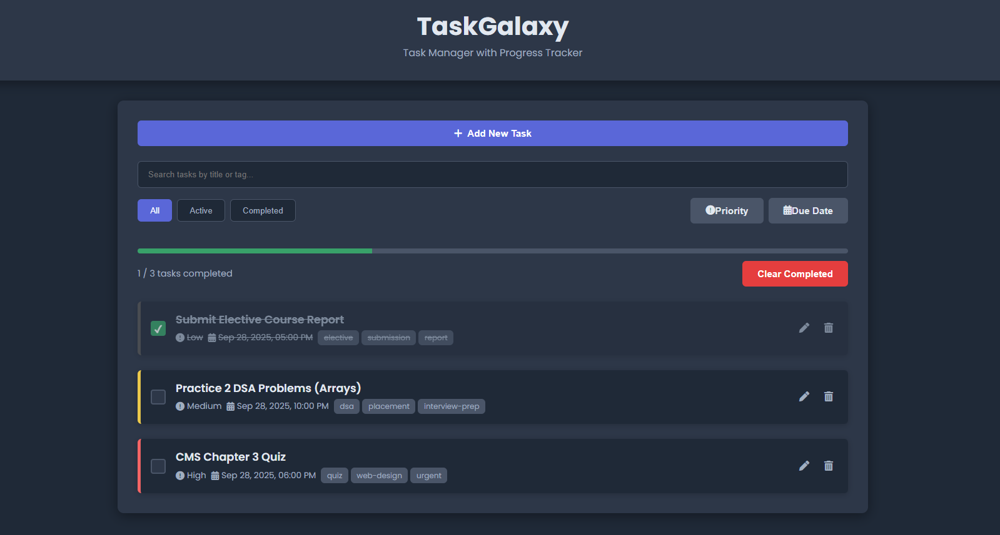 TaskGalaxy
Task Manager with Progress Tracker
Add New Task
Search tasks by title or tag...
All Active Completed Priority Due Date
1 / 3 tasks completed Clear Completed
Submit Elective Course Report
Low Sep 28, 2025, 05:00 PM elective submission report
Practice 2 DSA Problems (Arrays)
Medium Sep 28, 2025, 10:00 PM dsa placement interview-prep
CMS Chapter 3 Quiz
High Sep 28, 2025, 06:00 PM quiz web-design urgent